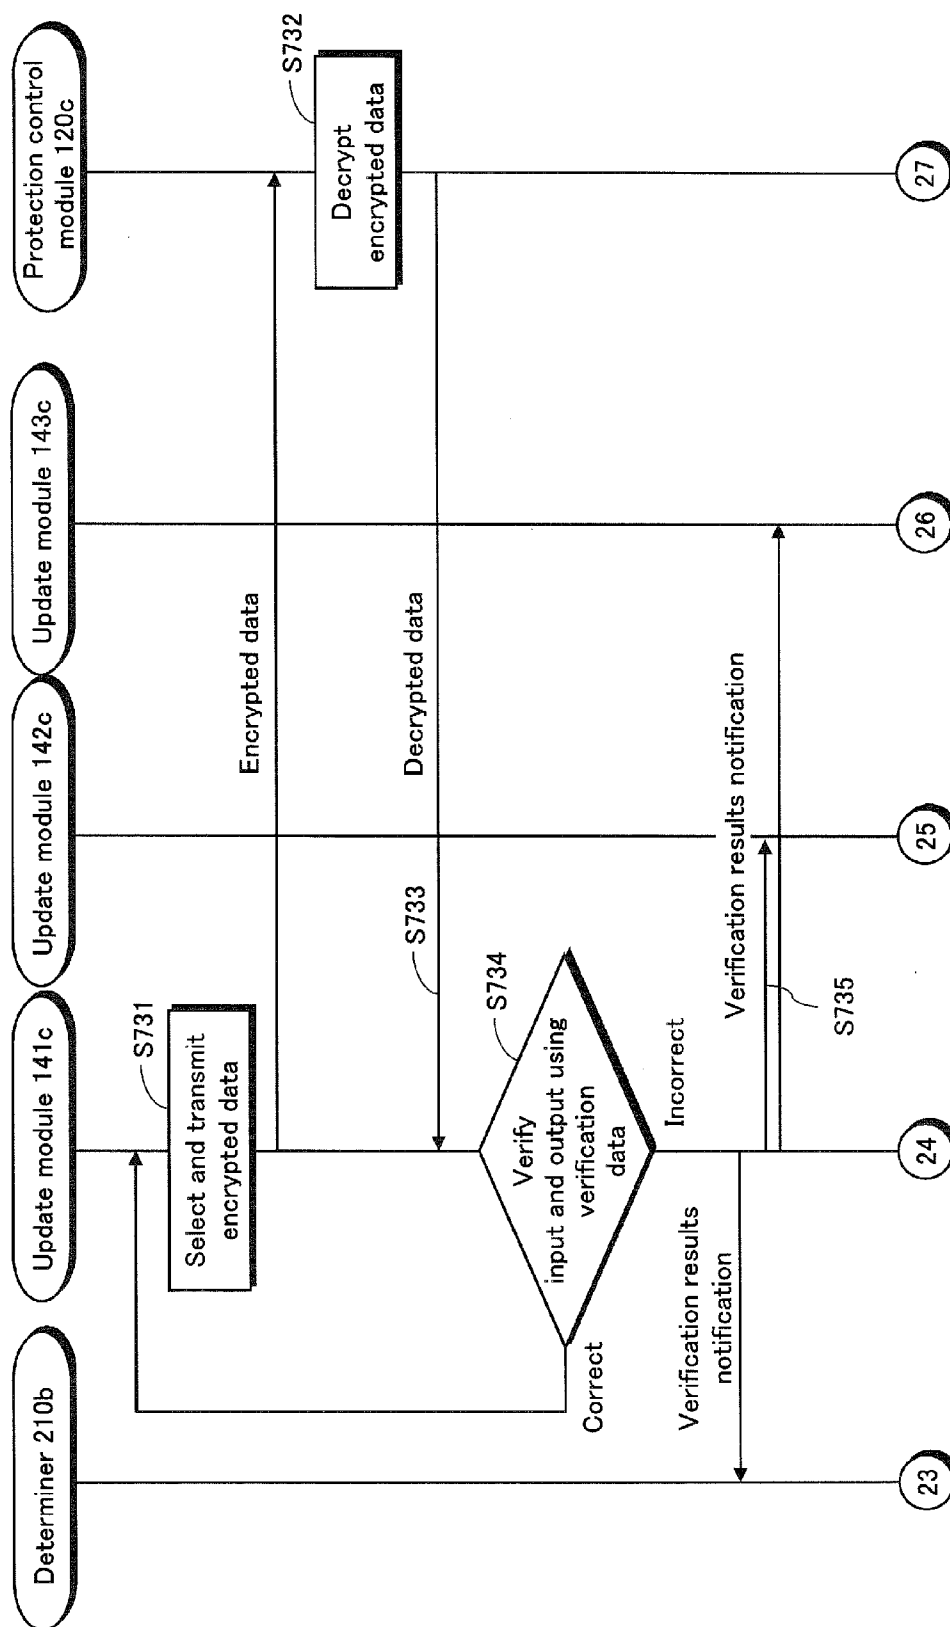 Determiner 210b
Update module 141c
Update module 142c
Update module 143c
Protection control
module 120c
S731
Select and transmit
encrypted data
Encrypted data
S732
Decrypt
encrypted data
S733
Decrypted data
S734
Verify
input and output using
verification
data
Correct
Incorrect
Verification results
notification
Verification results notification
S735
23
24
25
26
27